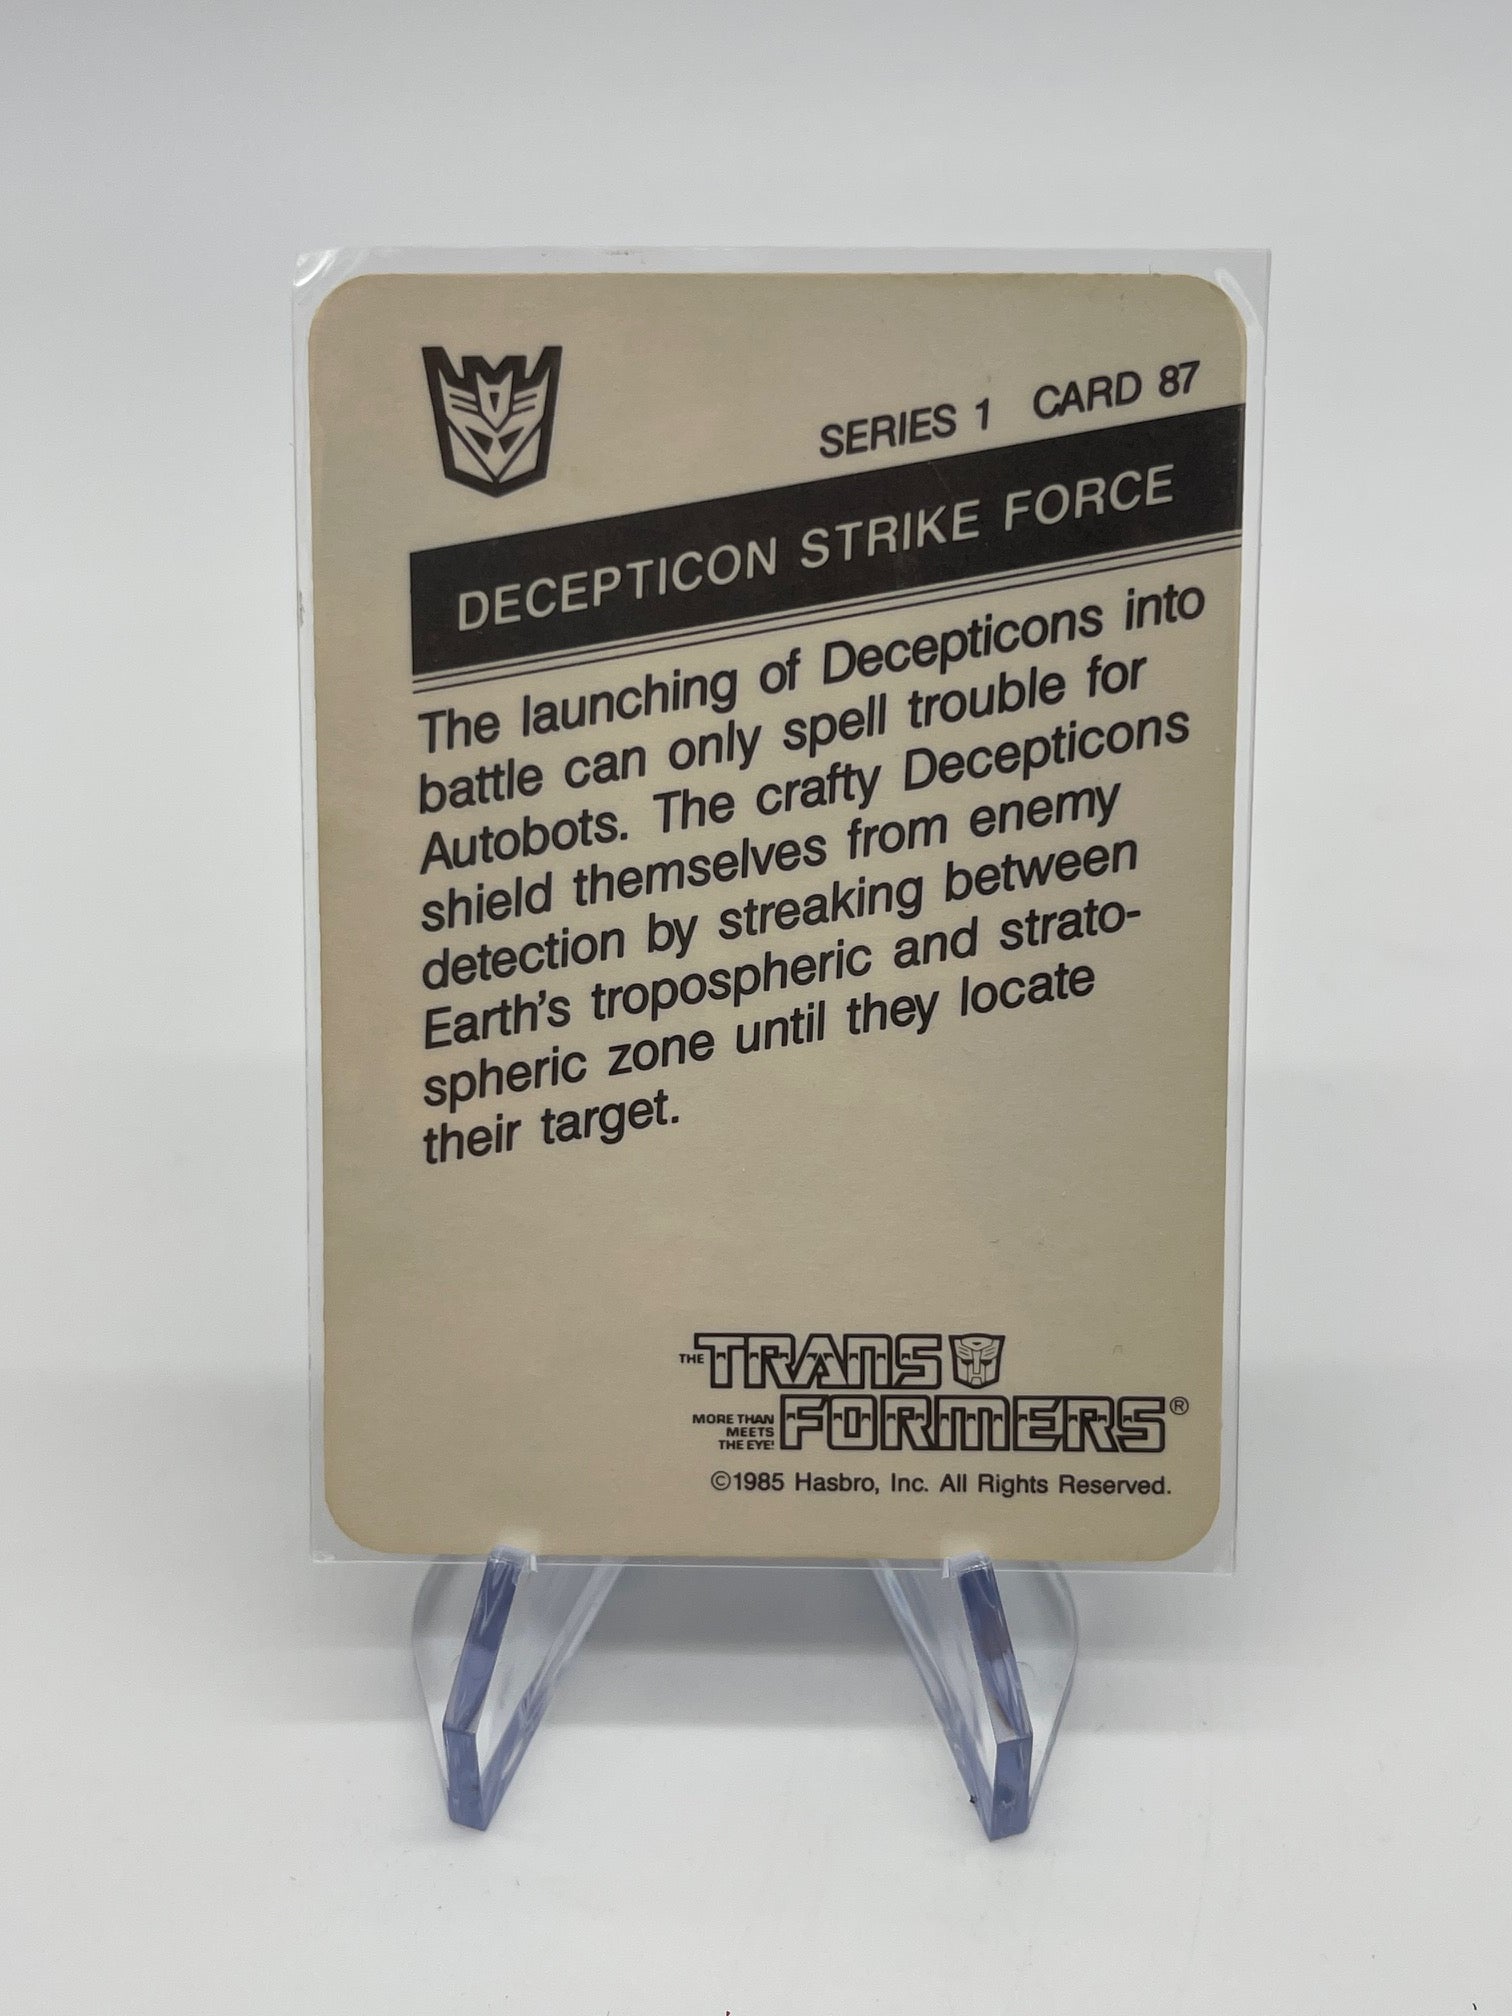 SERIES 1 CARD 87
DECEPTICON STRIKE FORCE
The launching of Decepticons into
battle can only spell trouble for
Autobots. The crafty Decepticons
shield themselves from enemy
detection by streaking between
Earth's tropospheric and strato-
spheric zone until they locate
their target.
THE TRANS
FORMERS®
MORE THAN
MEETS
THE EYE!
©1985 Hasbro, Inc. All Rights Reserved.